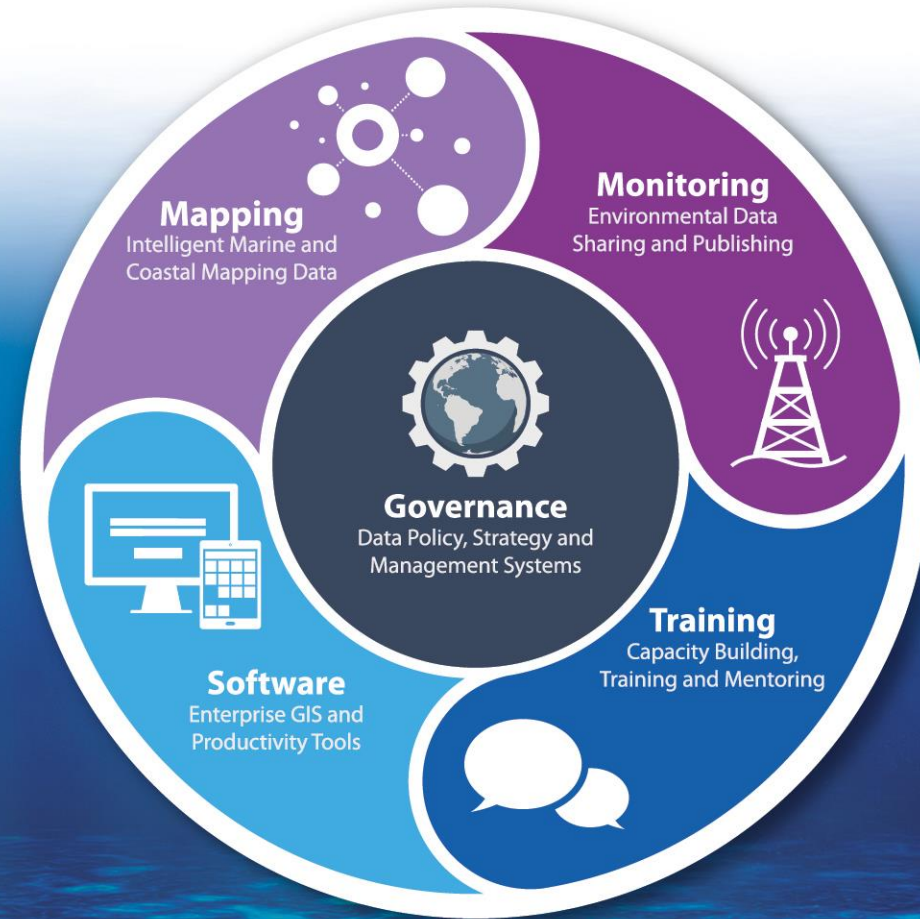 Mapping
Intelligent Marine and
Coastal Mapping Data
Monitoring
Environmental Data
Sharing and Publishing
Governance
Data Policy, Strategy and
Management Systems
Software
Enterprise GIS and
Productivity Tools
Training
Capacity Building,
Training and Mentoring